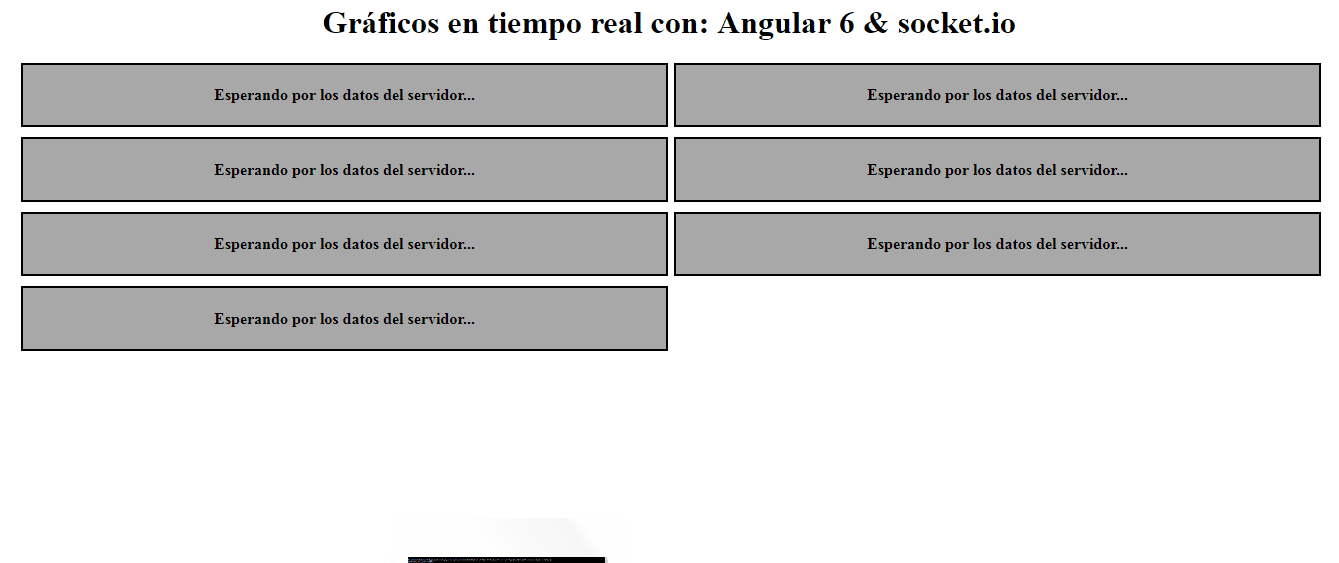 Gráficos en tiempo real con: Angular 6 & socket.io
Esperando por los datos del servidor...
Esperando por los datos del servidor...
Esperando por los datos del servidor...
Esperando por los datos del servidor...
Esperando por los datos del servidor...
Esperando por los datos del servidor...
Esperando por los datos del servidor...